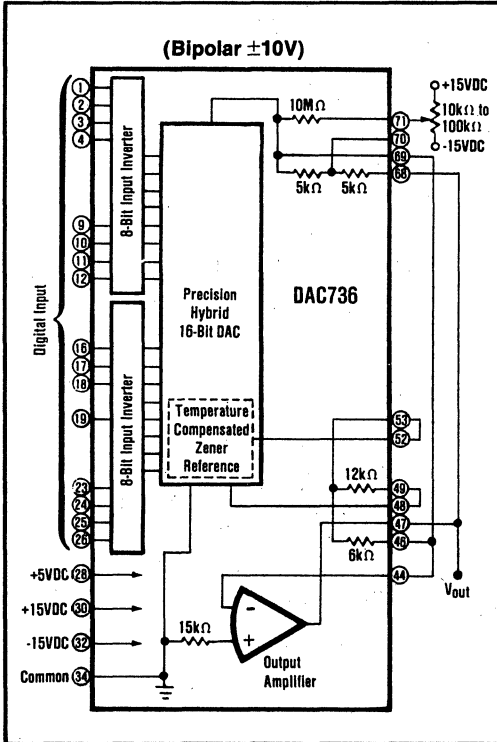 (Bipolar ±10V)
Digital Input
1
2
3
4
9
10
11
12
16
17
18
19
23
24
25
26
8-Bit Input Inverter
8-Bit Input Inverter
Precision
Hybrid
16-Bit DAC
Temperature
Compensated
Zener
Reference
DAC736
10MΩ
5kΩ
5kΩ
71
70
69
68
+15VDC
10kΩ to
100kΩ
-15VDC
53
52
12kΩ
49
48
47
6kΩ
46
44
Vout
+5VDC 28
+15VDC 30
-15VDC 32
Common 34
15kΩ
-
+
Output
Amplifier